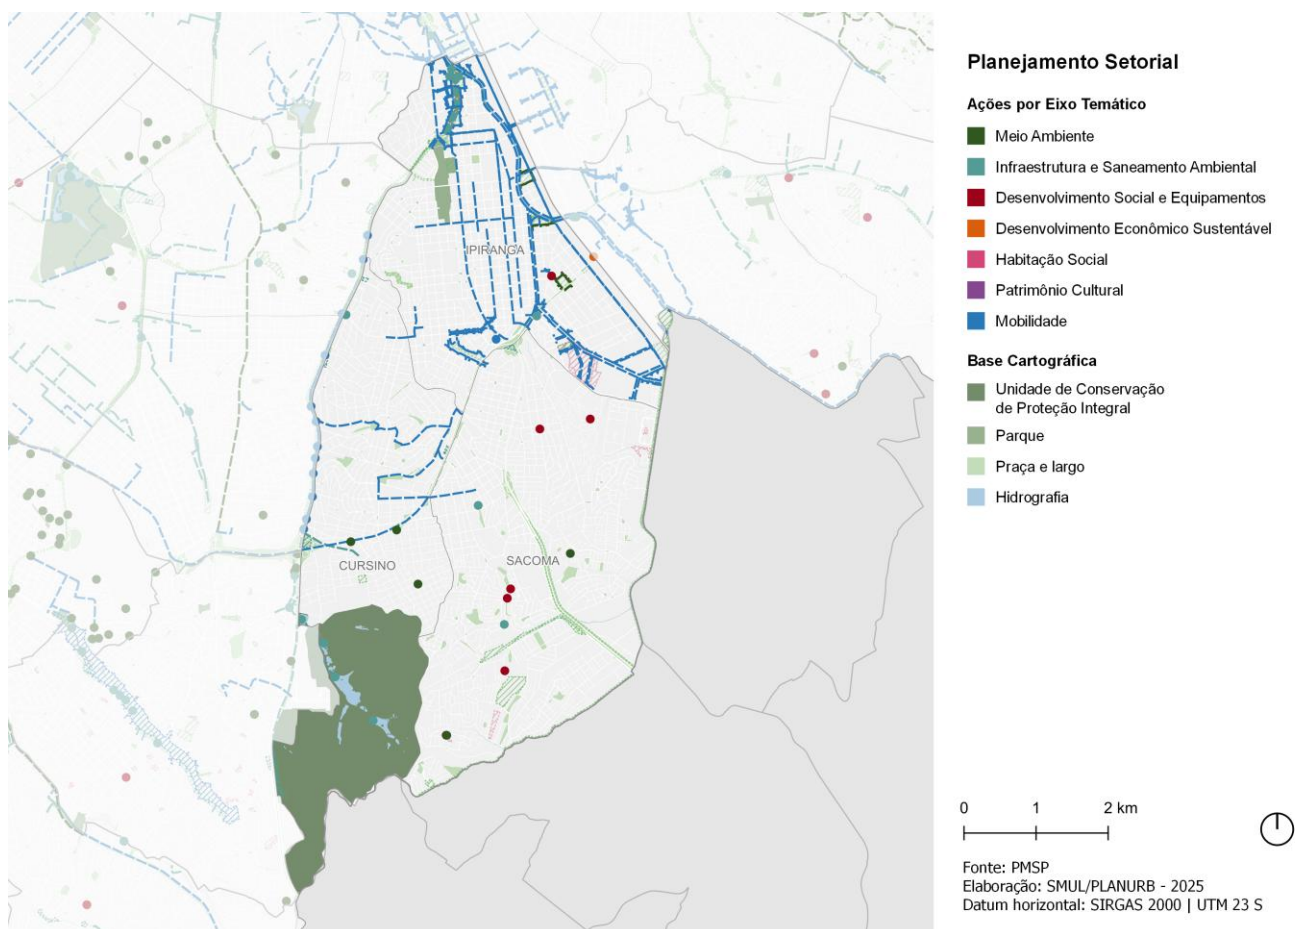 Planejamento Setorial
Ações por Eixo Temático
Meio Ambiente
Infraestrutura e Saneamento Ambiental
Desenvolvimento Social e Equipamentos
Desenvolvimento Econômico Sustentável
Habitação Social
Patrimônio Cultural
Mobilidade
Base Cartográfica
Unidade de Conservação
de Proteção Integral
Parque
Praça e largo
Hidrografia
IPIRANGA
CURSINO
SACOMA
0 1 2 km
Fonte: PMSP
Elaboração: SMUL/PLANURB - 2025
Datum horizontal: SIRGAS 2000 | UTM 23 S